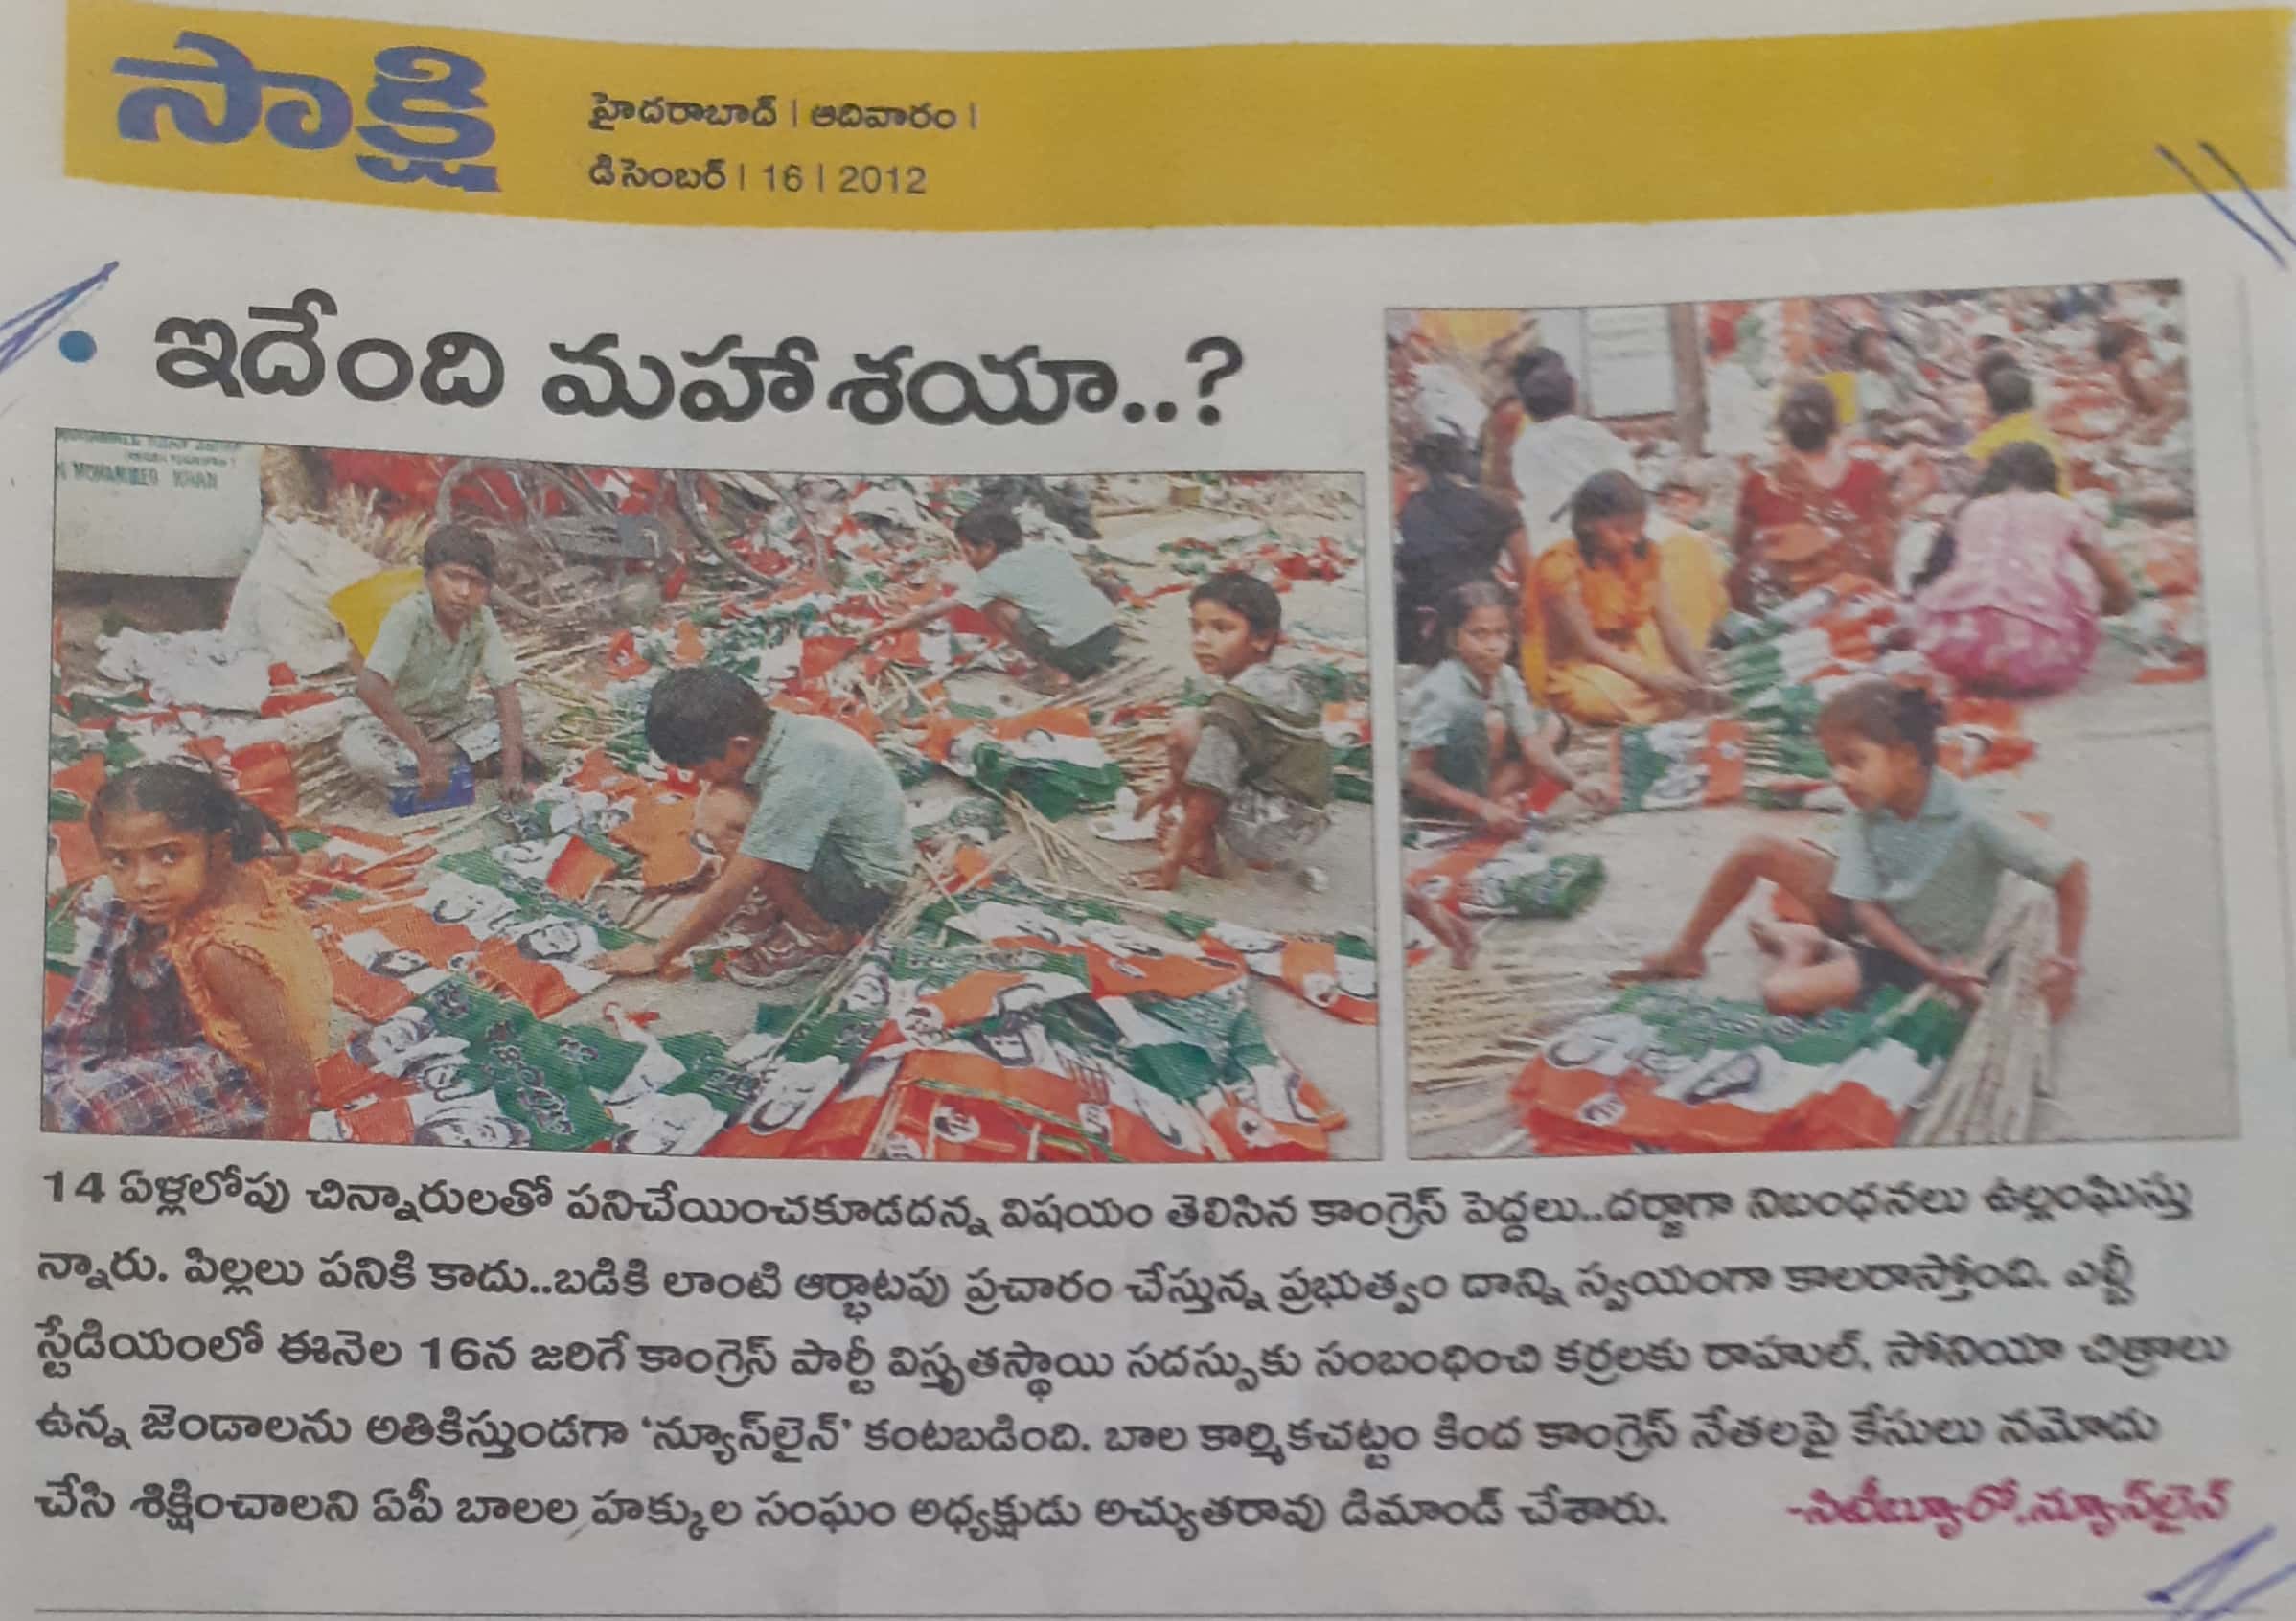 సాక్షి
హైదరాబాద్ | ఆదివారం |
డిసెంబర్ | 16 | 2012
• ఇదేంది మహాశయా..?
MOHAMMED KHAN
14 ఏళ్లలోపు చిన్నారులతో పనిచేయించకూడదన్న విషయం తెలిసిన కాంగ్రెస్ పెద్దలు..దర్జాగా నిబంధనలు ఉల్లంఘిస్తు
న్నారు. పిల్లలు పనికి కాదు..బడికి లాంటి ఆర్భాటపు ప్రచారం చేస్తున్న ప్రభుత్వం దాన్ని స్వయంగా కాలరాస్తోంది. ఎల్బీ
స్టేడియంలో ఈనెల 16న జరిగే కాంగ్రెస్ పార్టీ విస్తృతస్థాయి సదస్సుకు సంబంధించి కర్రలకు రాహుల్, సోనియా చిత్రాలు
ఉన్న జెండాలను అతికిస్తుండగా ‘న్యూస్‌లైన్’ కంటబడింది. బాల కార్మికచట్టం కింద కాంగ్రెస్ నేతలపై కేసులు నమోదు
చేసి శిక్షించాలని ఏపీ బాలల హక్కుల సంఘం అధ్యక్షుడు అచ్యుతరావు డిమాండ్ చేశారు. -సిటీబ్యూరో, న్యూస్‌లైన్